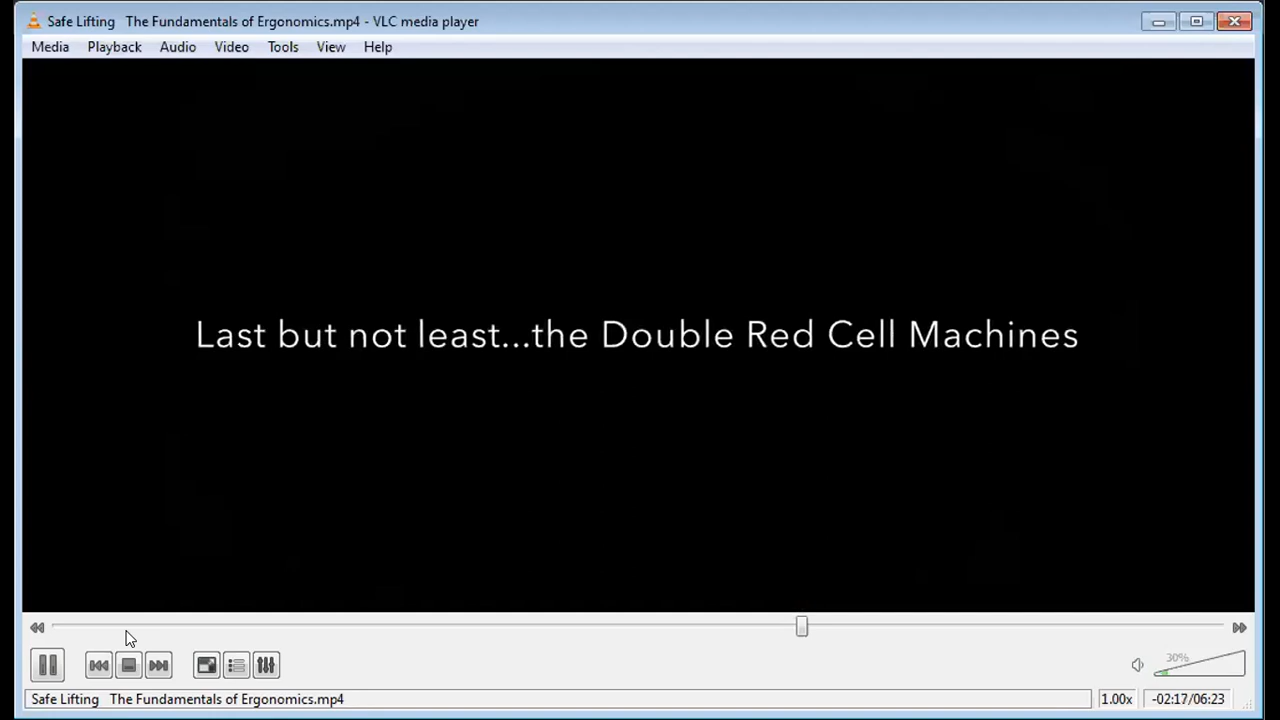 Safe Lifting   The Fundamentals of Ergonomics.mp4 - VLC media player
Media Playback Audio Video Tools View Help
Last but not least...the Double Red Cell Machines
30%
Safe Lifting   The Fundamentals of Ergonomics.mp4 1.00x -02:17/06:23